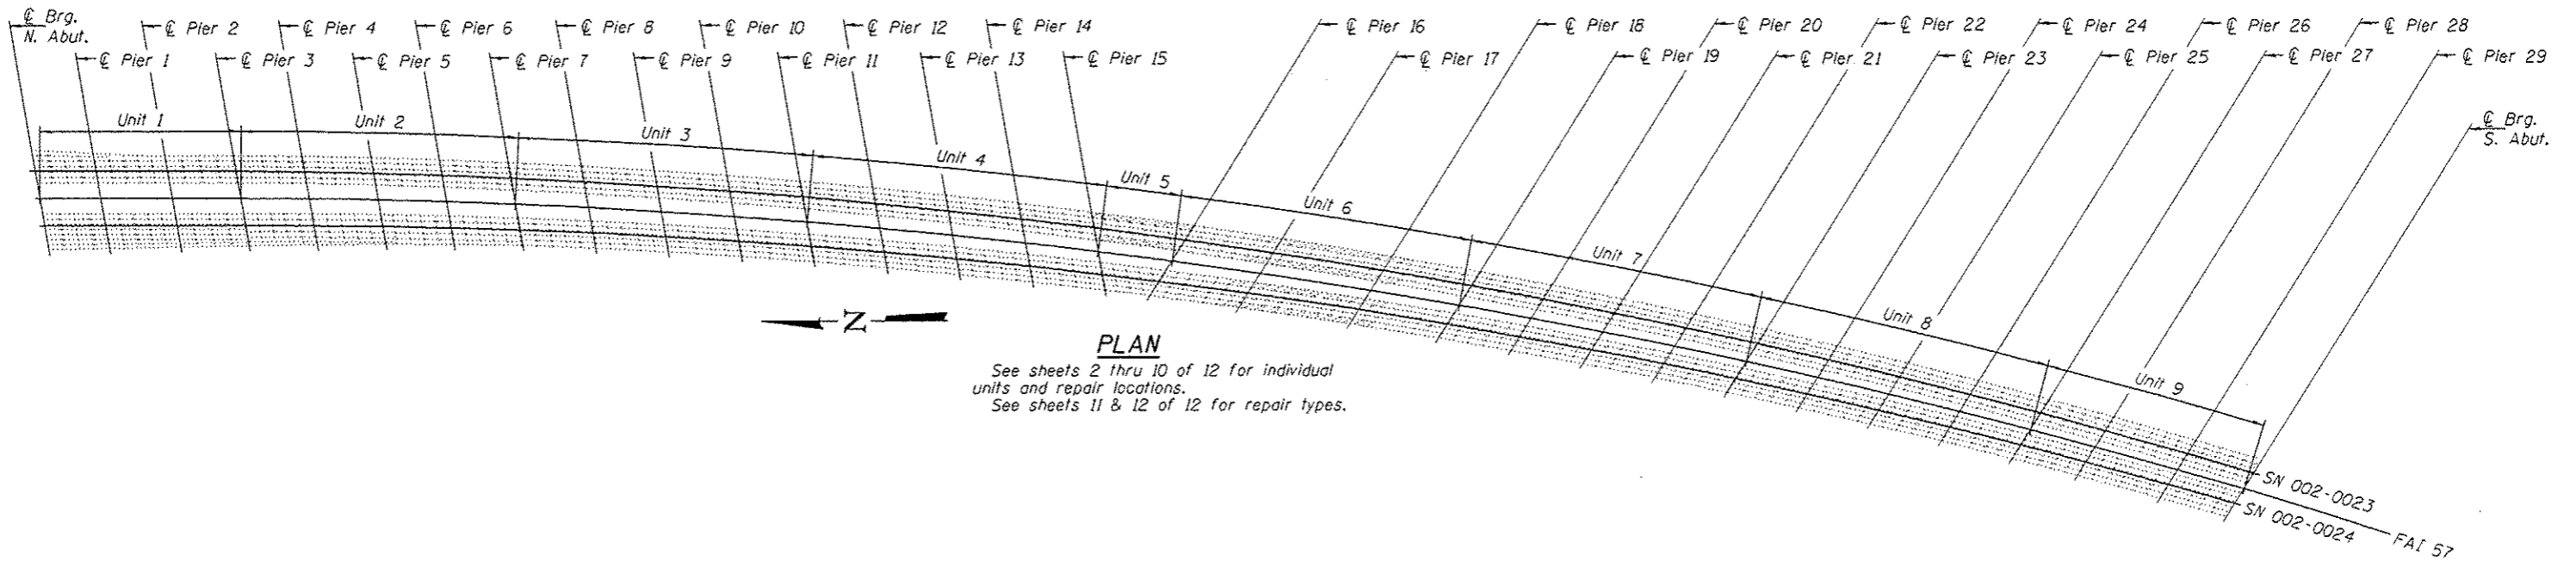 ℄ Brg.
N. Abut.
℄ Pier 2
℄ Pier 4
℄ Pier 6
℄ Pier 8
℄ Pier 10
℄ Pier 12
℄ Pier 14
℄ Pier 16
℄ Pier 18
℄ Pier 20
℄ Pier 22
℄ Pier 24
℄ Pier 26
℄ Pier 28
℄ Pier 1
℄ Pier 3
℄ Pier 5
℄ Pier 7
℄ Pier 9
℄ Pier 11
℄ Pier 13
℄ Pier 15
℄ Pier 17
℄ Pier 19
℄ Pier 21
℄ Pier 23
℄ Pier 25
℄ Pier 27
℄ Pier 29
℄ Brg.
S. Abut.
Unit 1
Unit 2
Unit 3
Unit 4
Unit 5
Unit 6
Unit 7
Unit 8
Unit 9
Z
PLAN
See sheets 2 thru 10 of 12 for individual
units and repair locations.
See sheets 11 & 12 of 12 for repair types.
SN 002-0023
SN 002-0024
FAI 57